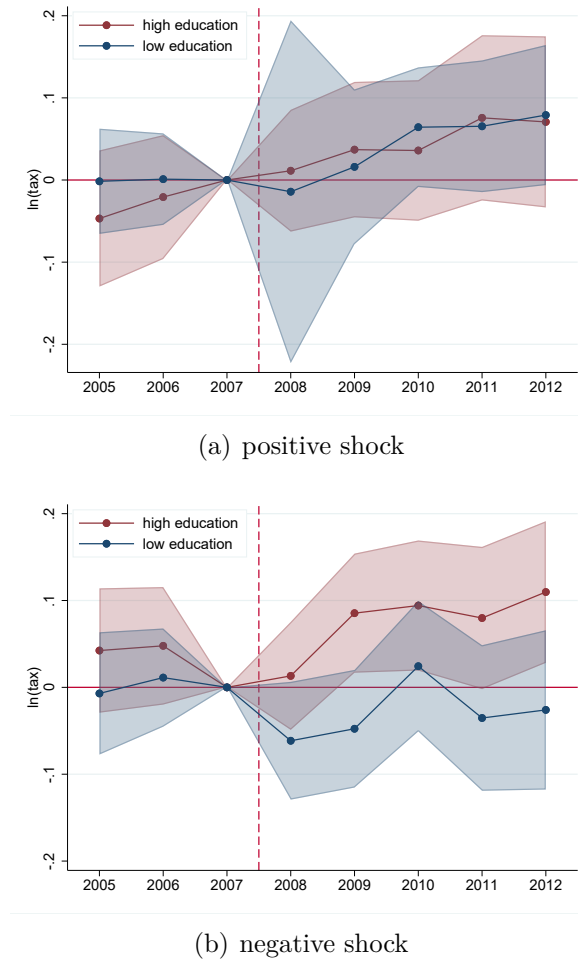 high education
low education
ln(tax)
.2
.1
0
-.1
-.2
2005 2006 2007 2008 2009 2010 2011 2012
(a) positive shock
high education
low education
ln(tax)
.2
.1
0
-.1
-.2
2005 2006 2007 2008 2009 2010 2011 2012
(b) negative shock